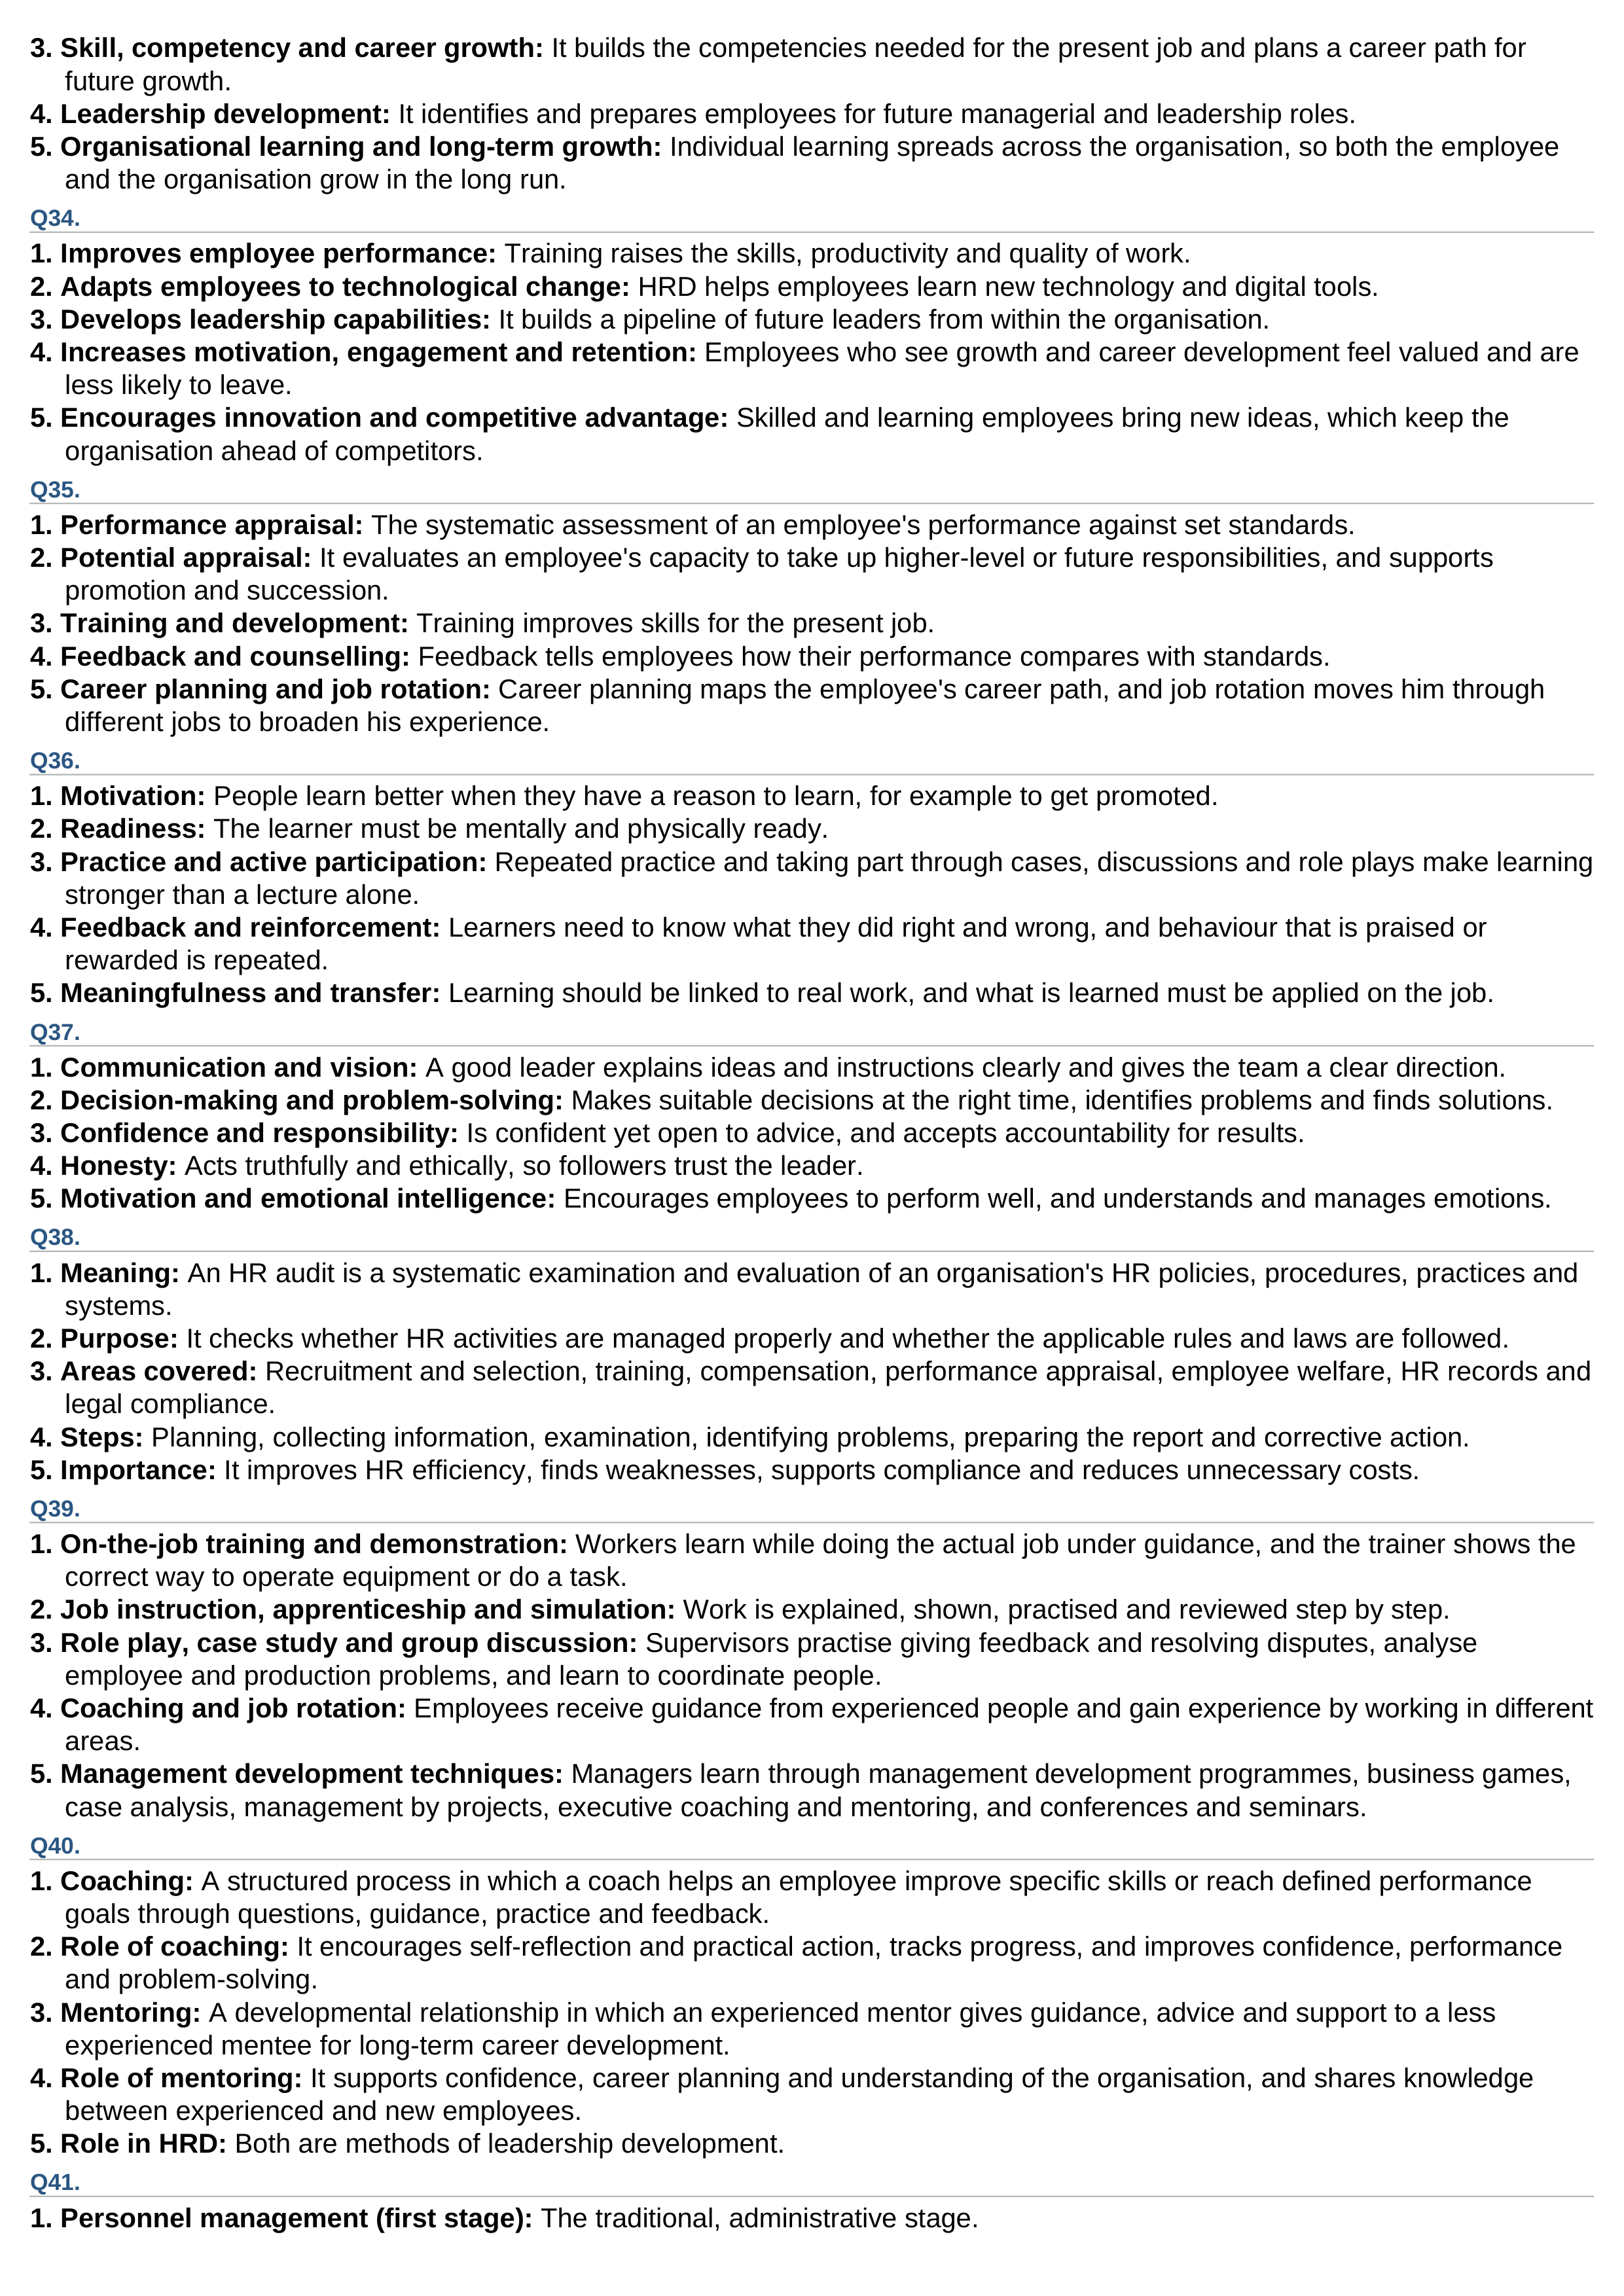 3. Skill, competency and career growth: It builds the competencies needed for the present job and plans a career path for
future growth.
4. Leadership development: It identifies and prepares employees for future managerial and leadership roles.
5. Organisational learning and long-term growth: Individual learning spreads across the organisation, so both the employee
and the organisation grow in the long run.
Q34.
1. Improves employee performance: Training raises the skills, productivity and quality of work.
2. Adapts employees to technological change: HRD helps employees learn new technology and digital tools.
3. Develops leadership capabilities: It builds a pipeline of future leaders from within the organisation.
4. Increases motivation, engagement and retention: Employees who see growth and career development feel valued and are
less likely to leave.
5. Encourages innovation and competitive advantage: Skilled and learning employees bring new ideas, which keep the
organisation ahead of competitors.
Q35.
1. Performance appraisal: The systematic assessment of an employee's performance against set standards.
2. Potential appraisal: It evaluates an employee's capacity to take up higher-level or future responsibilities, and supports
promotion and succession.
3. Training and development: Training improves skills for the present job.
4. Feedback and counselling: Feedback tells employees how their performance compares with standards.
5. Career planning and job rotation: Career planning maps the employee's career path, and job rotation moves him through
different jobs to broaden his experience.
Q36.
1. Motivation: People learn better when they have a reason to learn, for example to get promoted.
2. Readiness: The learner must be mentally and physically ready.
3. Practice and active participation: Repeated practice and taking part through cases, discussions and role plays make learning
stronger than a lecture alone.
4. Feedback and reinforcement: Learners need to know what they did right and wrong, and behaviour that is praised or
rewarded is repeated.
5. Meaningfulness and transfer: Learning should be linked to real work, and what is learned must be applied on the job.
Q37.
1. Communication and vision: A good leader explains ideas and instructions clearly and gives the team a clear direction.
2. Decision-making and problem-solving: Makes suitable decisions at the right time, identifies problems and finds solutions.
3. Confidence and responsibility: Is confident yet open to advice, and accepts accountability for results.
4. Honesty: Acts truthfully and ethically, so followers trust the leader.
5. Motivation and emotional intelligence: Encourages employees to perform well, and understands and manages emotions.
Q38.
1. Meaning: An HR audit is a systematic examination and evaluation of an organisation's HR policies, procedures, practices and
systems.
2. Purpose: It checks whether HR activities are managed properly and whether the applicable rules and laws are followed.
3. Areas covered: Recruitment and selection, training, compensation, performance appraisal, employee welfare, HR records and
legal compliance.
4. Steps: Planning, collecting information, examination, identifying problems, preparing the report and corrective action.
5. Importance: It improves HR efficiency, finds weaknesses, supports compliance and reduces unnecessary costs.
Q39.
1. On-the-job training and demonstration: Workers learn while doing the actual job under guidance, and the trainer shows the
correct way to operate equipment or do a task.
2. Job instruction, apprenticeship and simulation: Work is explained, shown, practised and reviewed step by step.
3. Role play, case study and group discussion: Supervisors practise giving feedback and resolving disputes, analyse
employee and production problems, and learn to coordinate people.
4. Coaching and job rotation: Employees receive guidance from experienced people and gain experience by working in different
areas.
5. Management development techniques: Managers learn through management development programmes, business games,
case analysis, management by projects, executive coaching and mentoring, and conferences and seminars.
Q40.
1. Coaching: A structured process in which a coach helps an employee improve specific skills or reach defined performance
goals through questions, guidance, practice and feedback.
2. Role of coaching: It encourages self-reflection and practical action, tracks progress, and improves confidence, performance
and problem-solving.
3. Mentoring: A developmental relationship in which an experienced mentor gives guidance, advice and support to a less
experienced mentee for long-term career development.
4. Role of mentoring: It supports confidence, career planning and understanding of the organisation, and shares knowledge
between experienced and new employees.
5. Role in HRD: Both are methods of leadership development.
Q41.
1. Personnel management (first stage): The traditional, administrative stage.